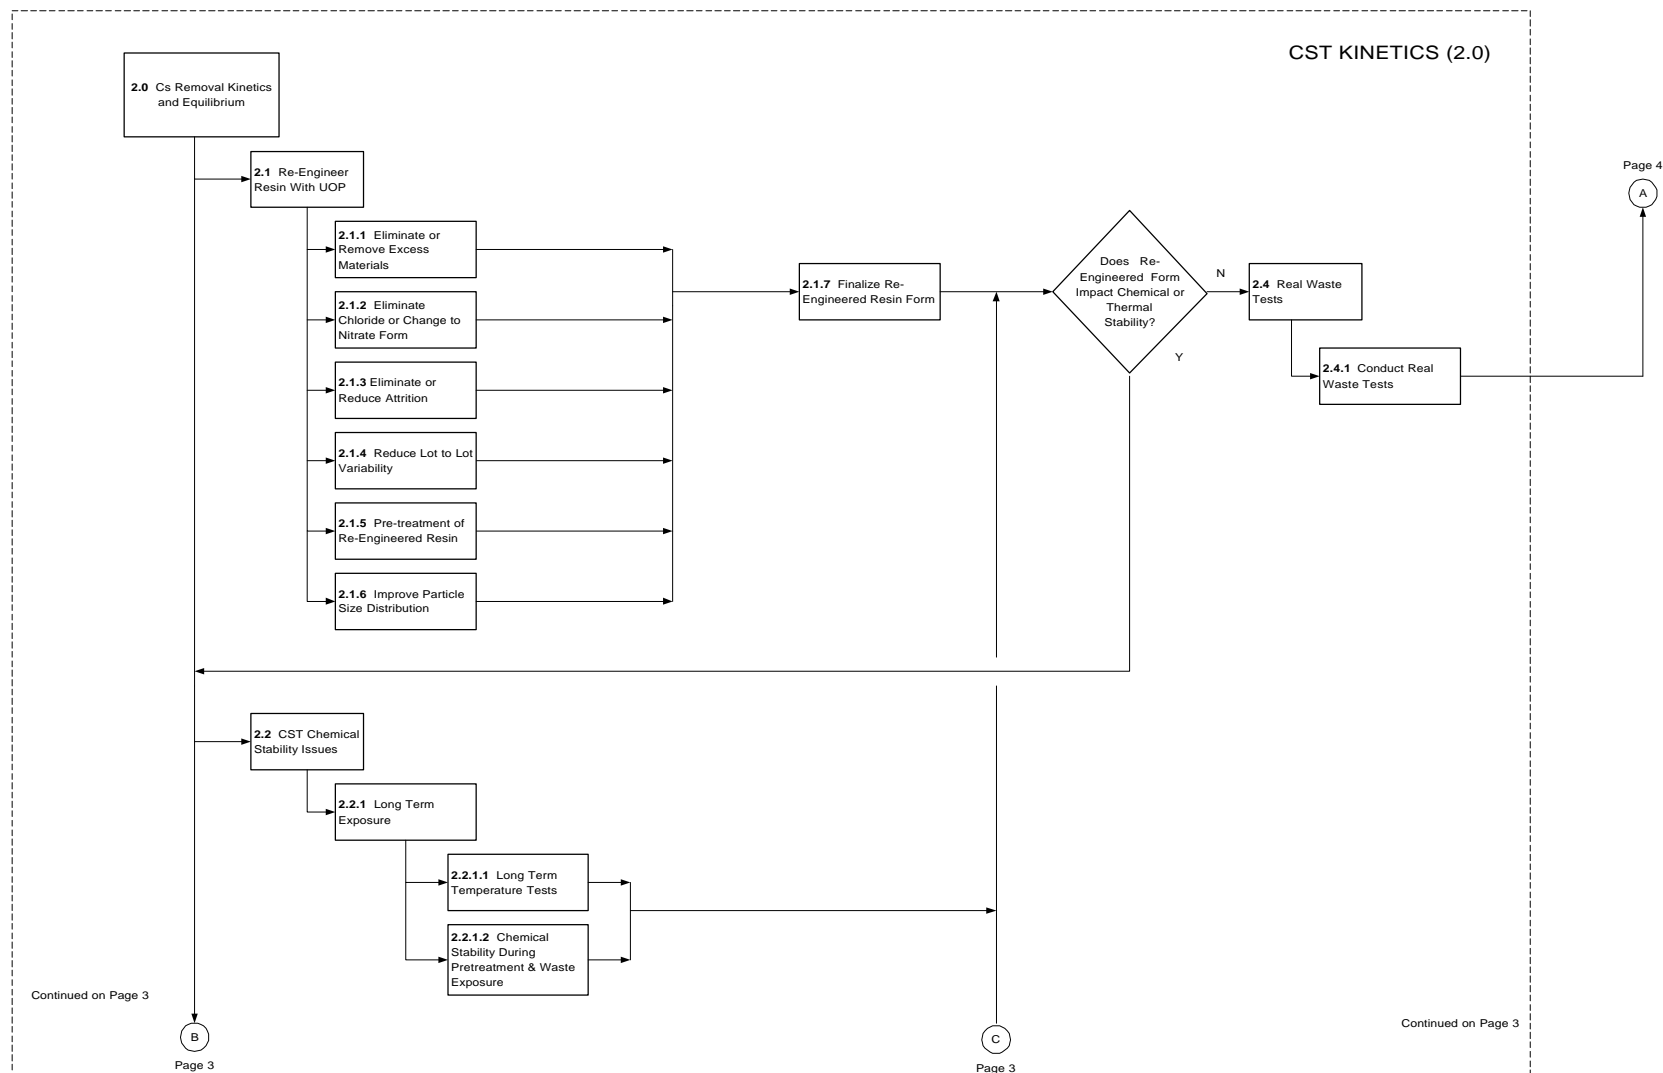 CST KINETICS (2.0)
2.0 Cs Removal Kinetics
and Equilibrium
2.1 Re-Engineer
Resin With UOP
Page 4
A
2.1.1 Eliminate or
Remove Excess
Materials
2.1.2 Eliminate
Chloride or Change to
Nitrate Form
2.1.3 Eliminate or
Reduce Attrition
2.1.4 Reduce Lot to Lot
Variability
2.1.5 Pre-treatment of
Re-Engineered Resin
2.1.6 Improve Particle
Size Distribution
2.1.7 Finalize Re-
Engineered Resin Form
Does Re-
Engineered Form
Impact Chemical or
Thermal
Stability?
N
Y
2.4 Real Waste
Tests
2.4.1 Conduct Real
Waste Tests
2.2 CST Chemical
Stability Issues
2.2.1 Long Term
Exposure
2.2.1.1 Long Term
Temperature Tests
2.2.1.2 Chemical
Stability During
Pretreatment & Waste
Exposure
Continued on Page 3
B
Page 3
C
Page 3
Continued on Page 3